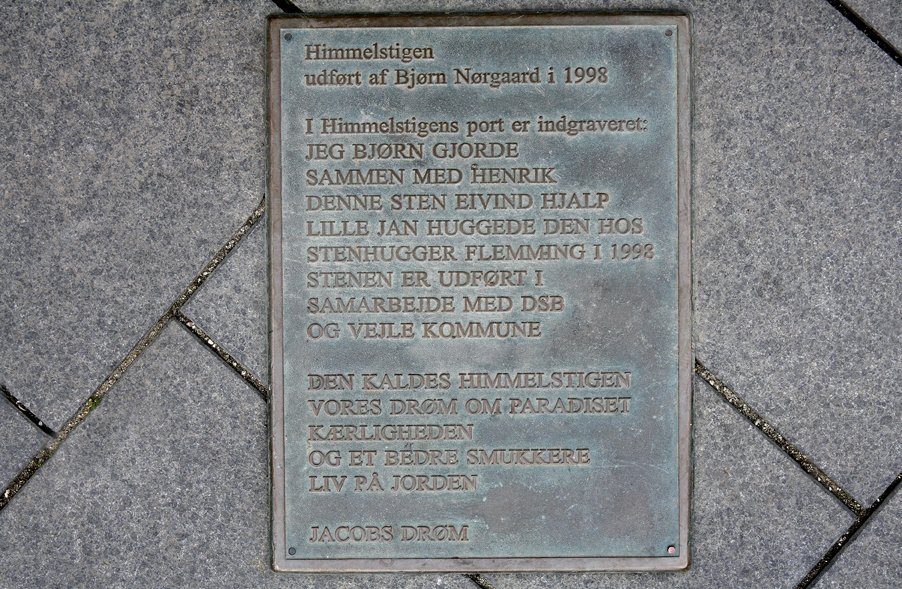 Himmelstigen
udført af Bjørn Nørgaard i 1998
I Himmelstigens port er indgraveret:
JEG BJØRN GJORDE
SAMMEN MED HENRIK
DENNE STEN EIVIND HJALP
LILLE JAN HUGGEDE DEN HOS
STENHUGGER FLEMMING I 1998
STENEN ER UDFØRT I
SAMARBEJDE MED DSB
OG VEJLE KOMMUNE
DEN KALDES HIMMELSTIGEN
VORES DRØM OM PARADISET
KÆRLIGHEDEN
OG ET BEDRE SMUKKERE
LIV PÅ JORDEN
JACOBS DRØM